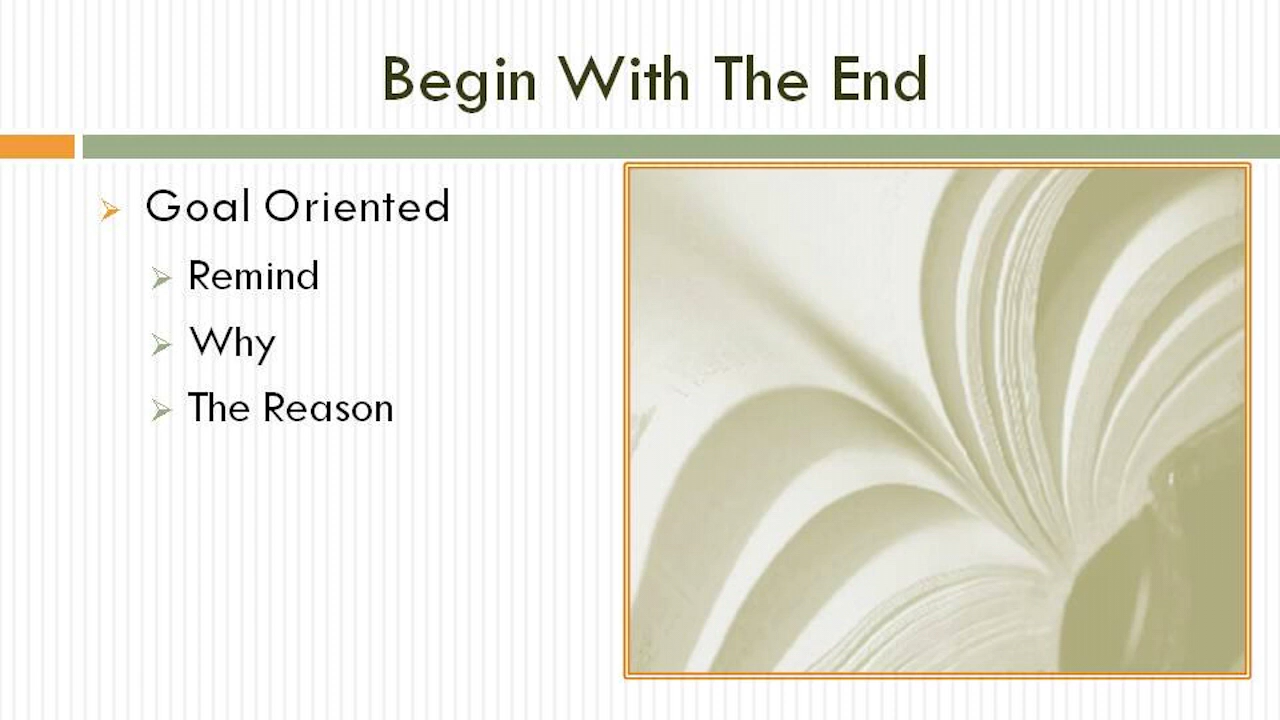 Begin With The End
Goal Oriented
Remind
Why
The Reason